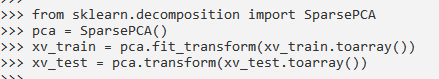 >>>
>>> from sklearn.decomposition import SparsePCA
>>> pca = SparsePCA()
>>> xv_train = pca.fit_transform(xv_train.toarray())
>>> xv_test = pca.transform(xv_test.toarray())
>>>